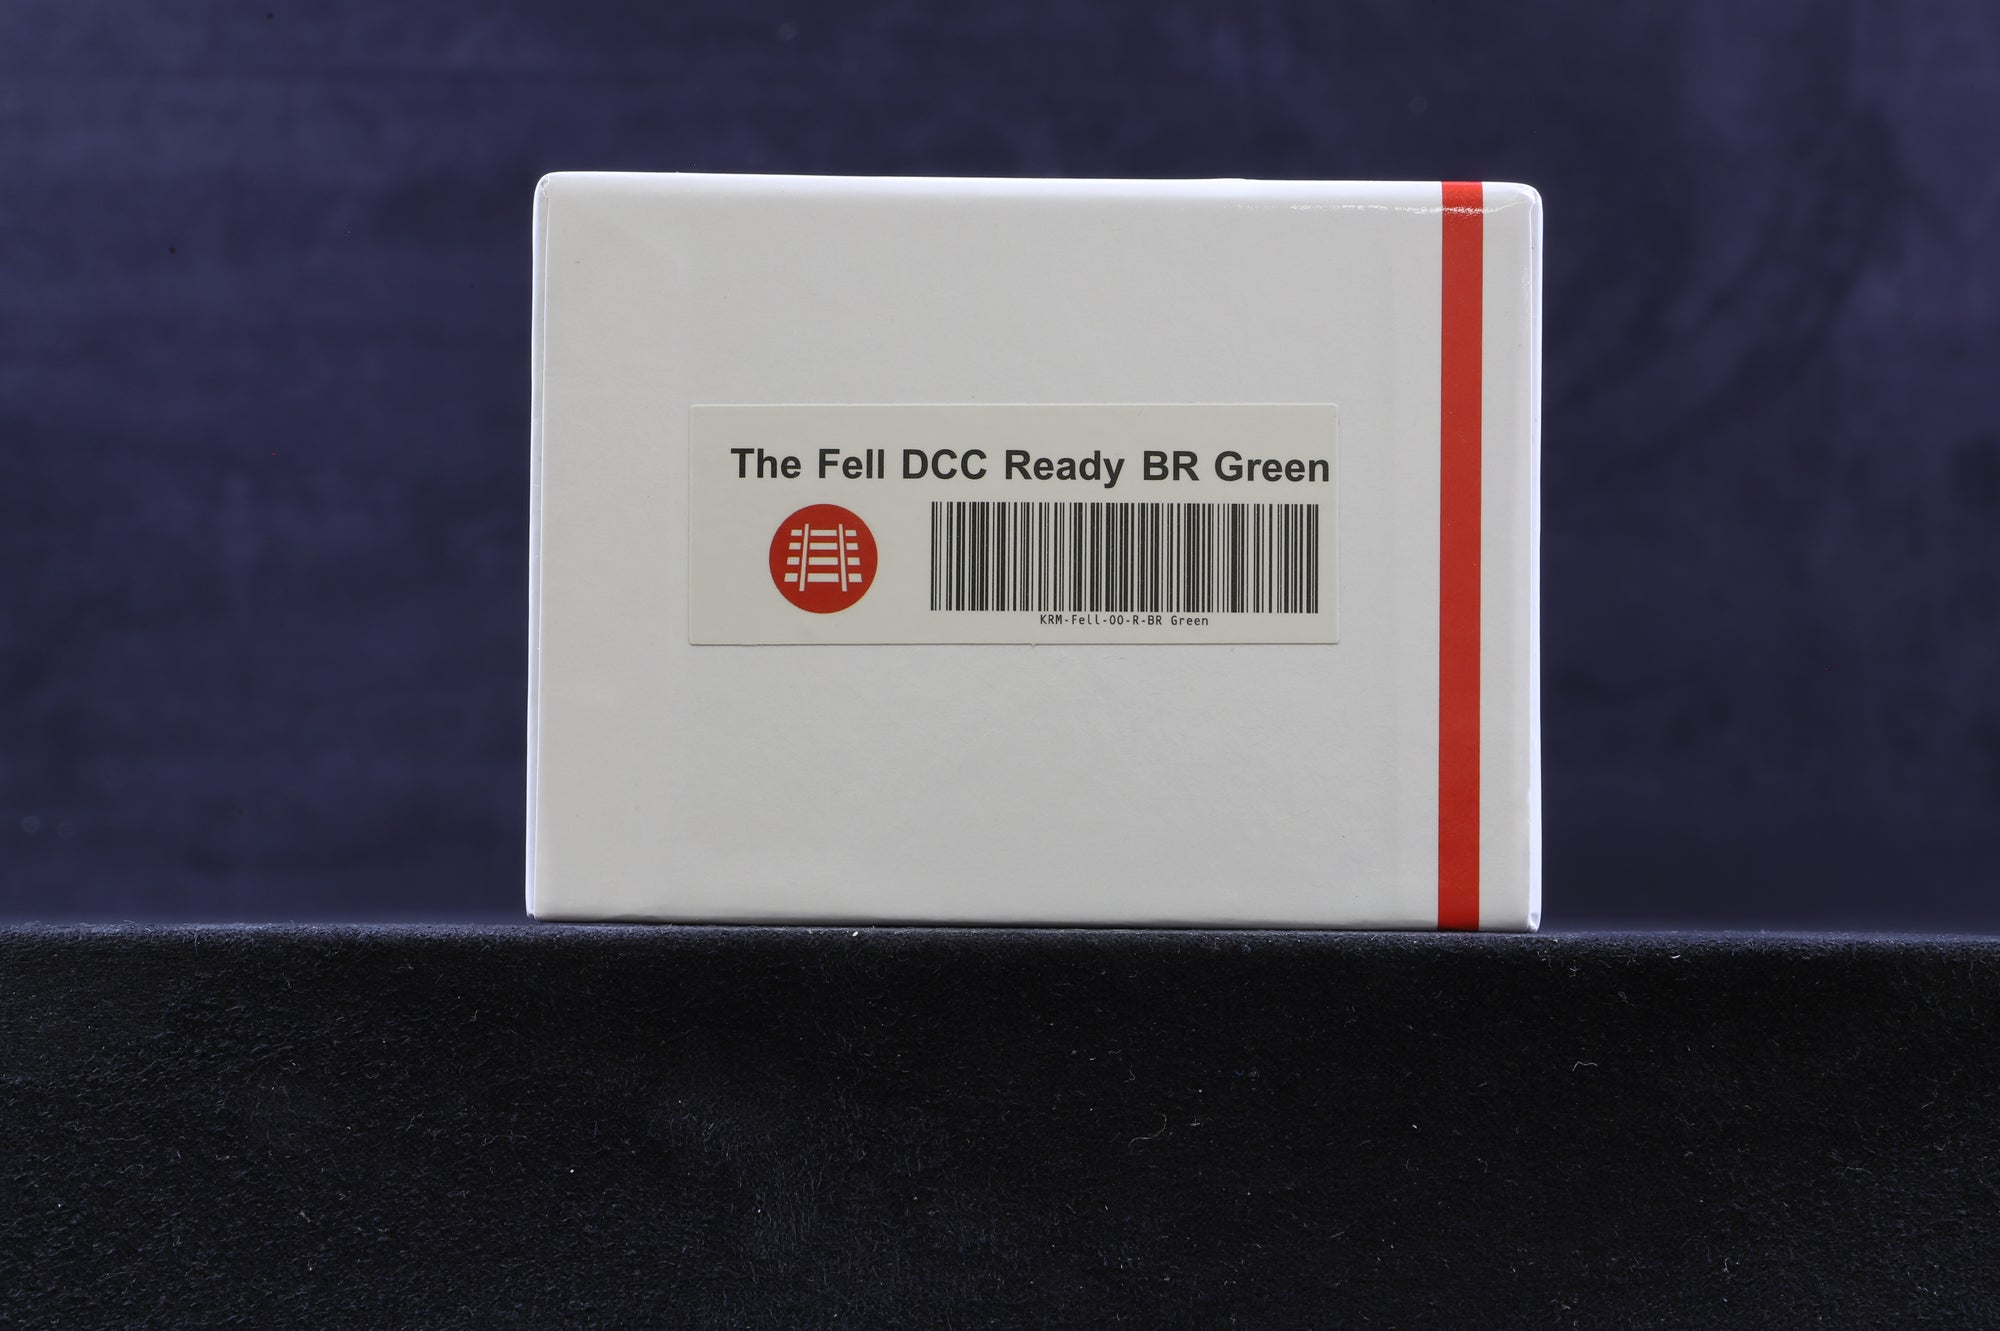 The Fell DCC Ready BR Green
KRM-Fell-OO-R-BR Green